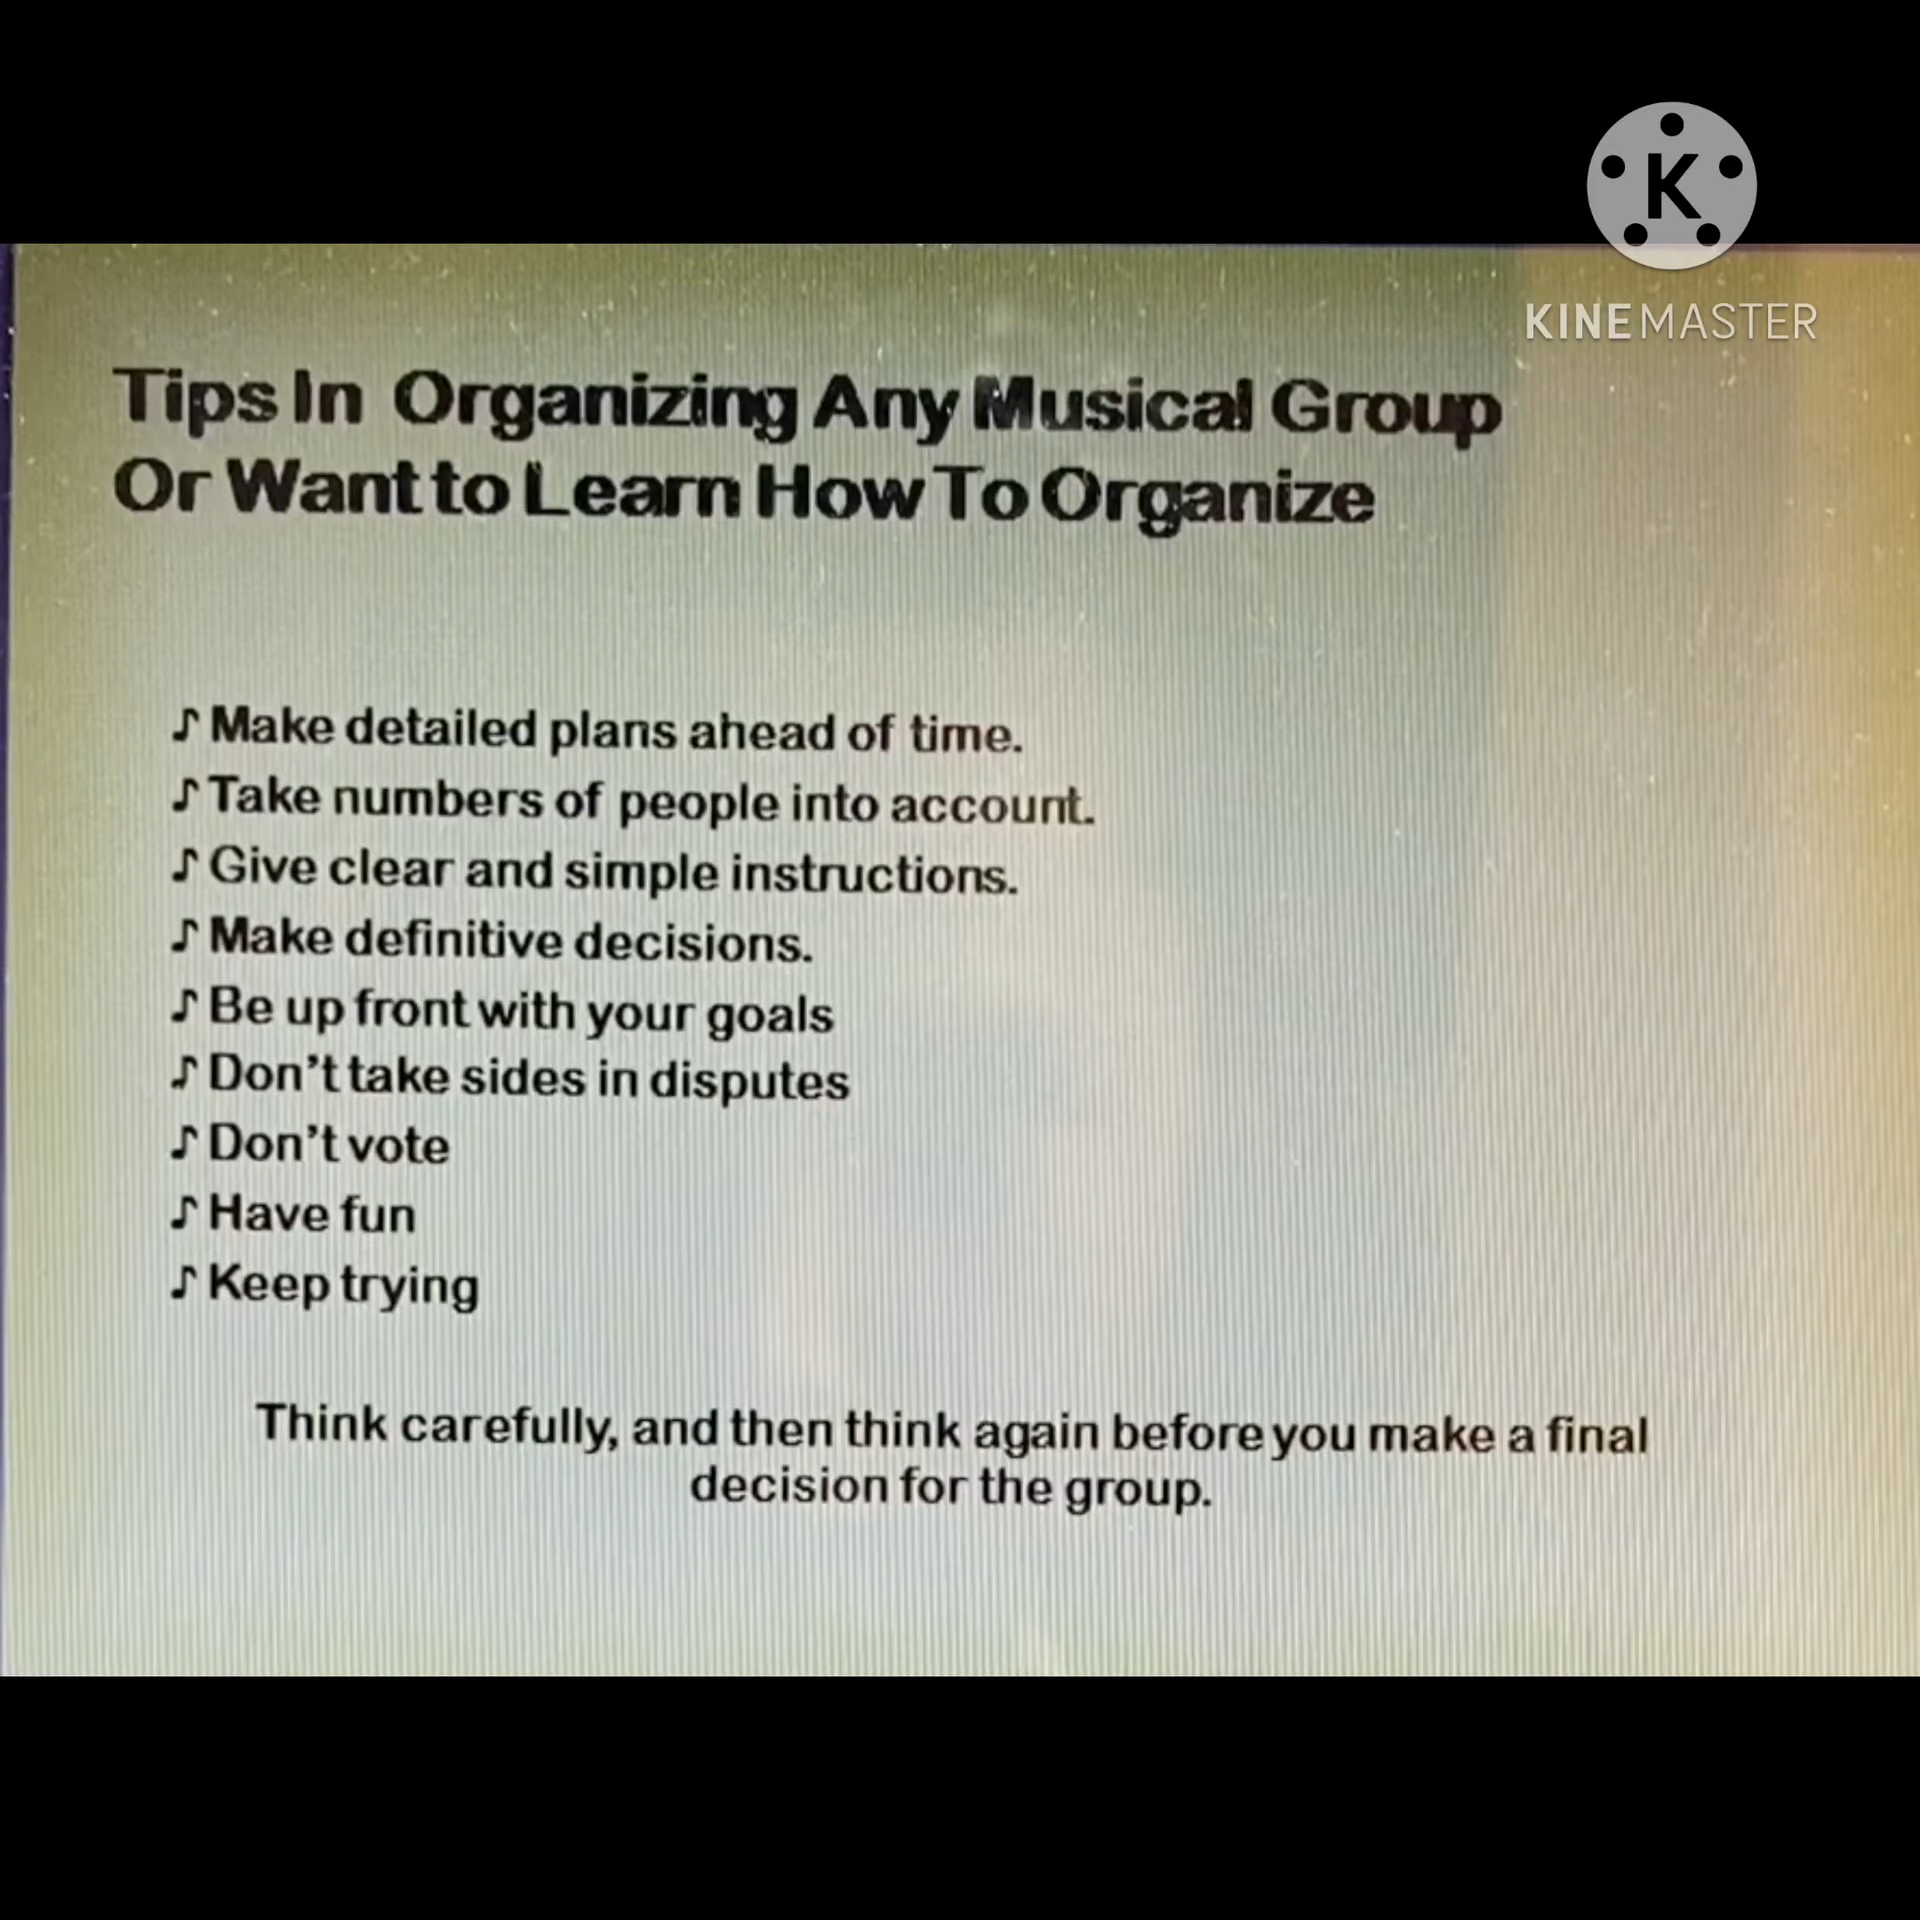 K
KINEMASTER
Tips In Organizing Any Musical Group
Or Want to Learn How To Organize
♪ Make detailed plans ahead of time.
♪ Take numbers of people into account.
♪ Give clear and simple instructions.
♪ Make definitive decisions.
♪ Be up front with your goals
♪ Don't take sides in disputes
♪ Don't vote
♪ Have fun
♪ Keep trying
Think carefully, and then think again before you make a final
decision for the group.